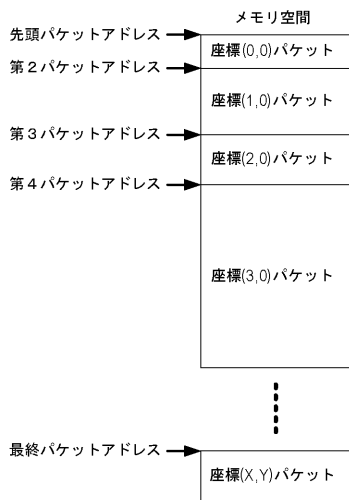 メモリ空間
先頭パケットアドレス
座標(0,0)パケット
第２パケットアドレス
座標(1,0)パケット
第３パケットアドレス
座標(2,0)パケット
第４パケットアドレス
座標(3,0)パケット
最終パケットアドレス
座標(X,Y)パケット